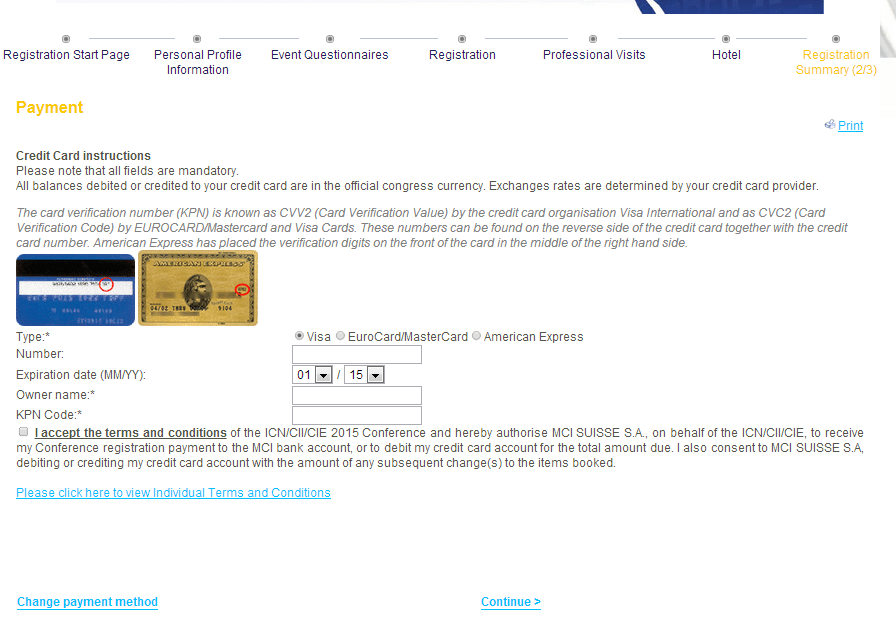 Registration Start Page
Personal Profile
Information
Event Questionnaires
Registration
Professional Visits
Hotel
Registration
Summary (2/3)
Payment
Print
Credit Card instructions
Please note that all fields are mandatory.
All balances debited or credited to your credit card are in the official congress currency. Exchanges rates are determined by your credit card provider.
The card verification number (KPN) is known as CVV2 (Card Verification Value) by the credit card organisation Visa International and as CVC2 (Card
Verification Code) by EUROCARD/Mastercard and Visa Cards. These numbers can be found on the reverse side of the credit card together with the credit
card number. American Express has placed the verification digits on the front of the card in the middle of the right hand side.
AMERICAN EXPRESS
Type:* Visa EuroCard/MasterCard American Express
Number:
Expiration date (MM/YY): 01 / 15
Owner name:*
KPN Code:*
I accept the terms and conditions of the ICN/CII/CIE 2015 Conference and hereby authorise MCI SUISSE S.A., on behalf of the ICN/CII/CIE, to receive
my Conference registration payment to the MCI bank account, or to debit my credit card account for the total amount due. I also consent to MCI SUISSE S.A,
debiting or crediting my credit card account with the amount of any subsequent change(s) to the items booked.
Please click here to view Individual Terms and Conditions
Change payment method
Continue >